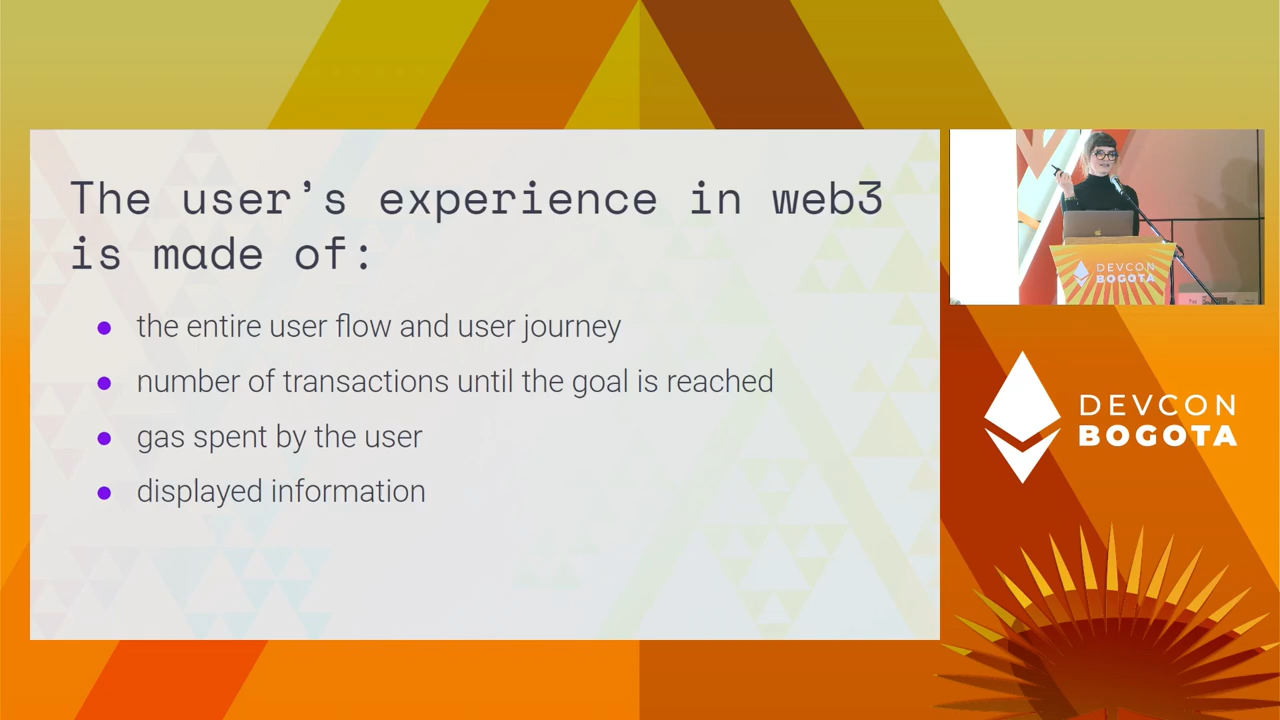 The user’s experience in web3
is made of:
● the entire user flow and user journey
● number of transactions until the goal is reached
● gas spent by the user
● displayed information
DEVCON
BOGOTA
DEVCON
BOGOTA